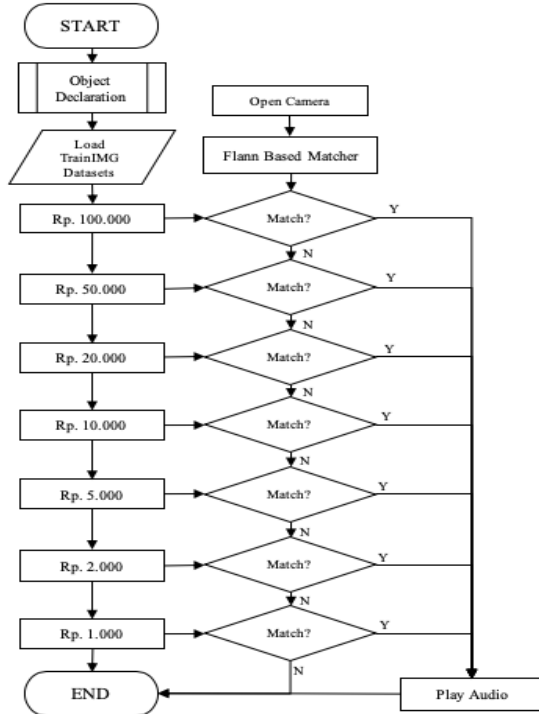 START
Object
Declaration
Open Camera
Load
TrainIMG
Datasets
Flann Based Matcher
Rp. 100.000
Match?
Y
N
Rp. 50.000
Match?
Y
N
Rp. 20.000
Match?
Y
N
Rp. 10.000
Match?
Y
N
Rp. 5.000
Match?
Y
N
Rp. 2.000
Match?
Y
N
Rp. 1.000
Match?
Y
N
END
Play Audio